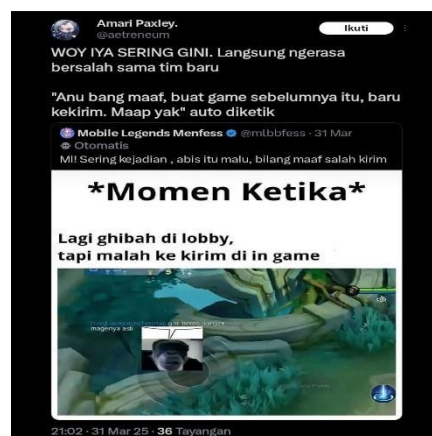 Amari Paxley.
@aetreneum
Ikuti
WOY IYA SERING GINI. Langsung ngerasa
bersalah sama tim baru
"Anu bang maaf, buat game sebelumnya itu, baru
kekirim. Maap yak" auto diketik
Mobile Legends Menfess @mlbbfess · 31 Mar
Otomatis
Ml! Sering kejadian , abis itu malu, bilang maaf salah kirim
*Momen Ketika*
Lagi ghibah di lobby,
tapi malah ke kirim di in game
magenya asli
21:02 · 31 Mar 25 · 36 Tayangan